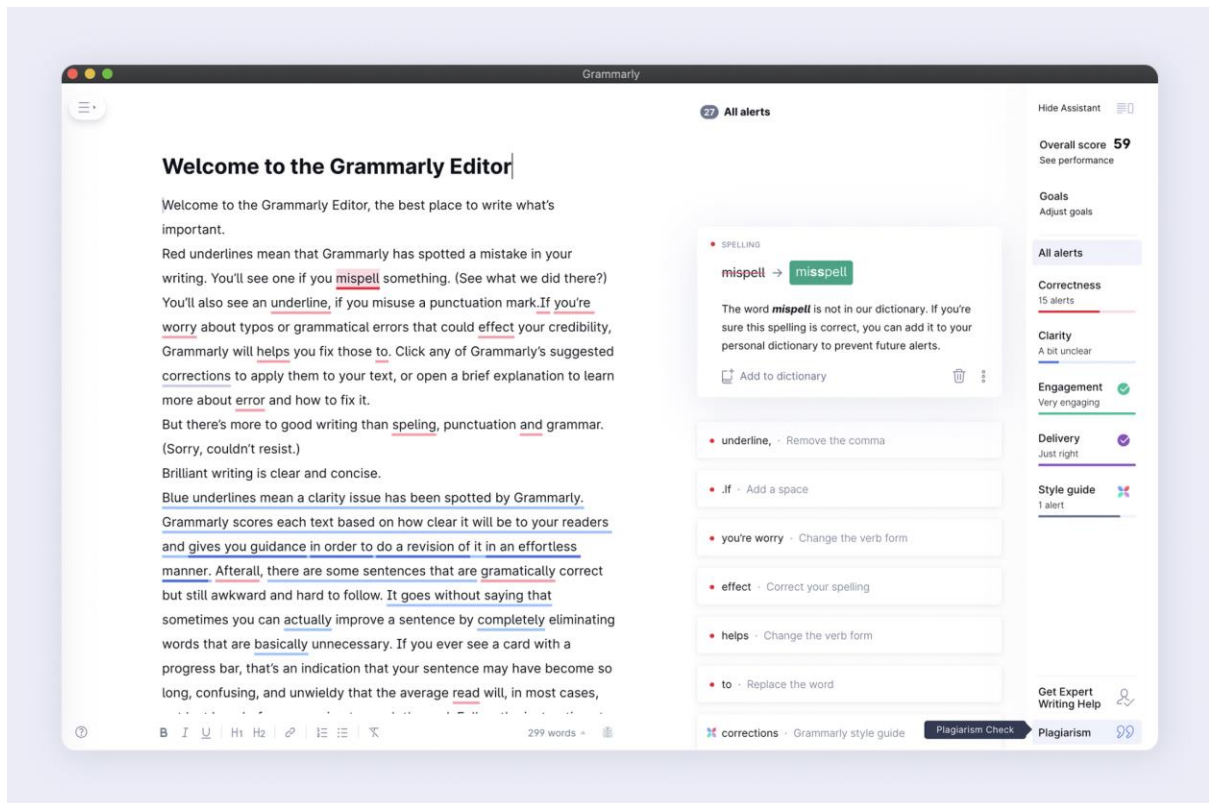 Grammarly
Welcome to the Grammarly Editor
Welcome to the Grammarly Editor, the best place to write what's
important.
Red underlines mean that Grammarly has spotted a mistake in your
writing. You'll see one if you mispell something. (See what we did there?)
You'll also see an underline, if you misuse a punctuation mark.If you're
worry about typos or grammatical errors that could effect your credibility,
Grammarly will helps you fix those to. Click any of Grammarly's suggested
corrections to apply them to your text, or open a brief explanation to learn
more about error and how to fix it.
But there's more to good writing than speling, punctuation and grammar.
(Sorry, couldn't resist.)
Brilliant writing is clear and concise.
Blue underlines mean a clarity issue has been spotted by Grammarly.
Grammarly scores each text based on how clear it will be to your readers
and gives you guidance in order to do a revision of it in an effortless
manner. Afterall, there are some sentences that are gramatically correct
but still awkward and hard to follow. It goes without saying that
sometimes you can actually improve a sentence by completely eliminating
words that are basically unnecessary. If you ever see a card with a
progress bar, that's an indication that your sentence may have become so
long, confusing, and unwieldy that the average read will, in most cases,
B I U H1 H2
299 words
27 All alerts
SPELLING
mispell → misspell
The word mispell is not in our dictionary. If you're
sure this spelling is correct, you can add it to your
personal dictionary to prevent future alerts.
Add to dictionary
underline, · Remove the comma
.If · Add a space
you're worry · Change the verb form
effect · Correct your spelling
helps · Change the verb form
to · Replace the word
corrections · Grammarly style guide
Plagiarism Check
Hide Assistant
Overall score 59
See performance
Goals
Adjust goals
All alerts
Correctness
15 alerts
Clarity
A bit unclear
Engagement
Very engaging
Delivery
Just right
Style guide
1 alert
Get Expert
Writing Help
Plagiarism